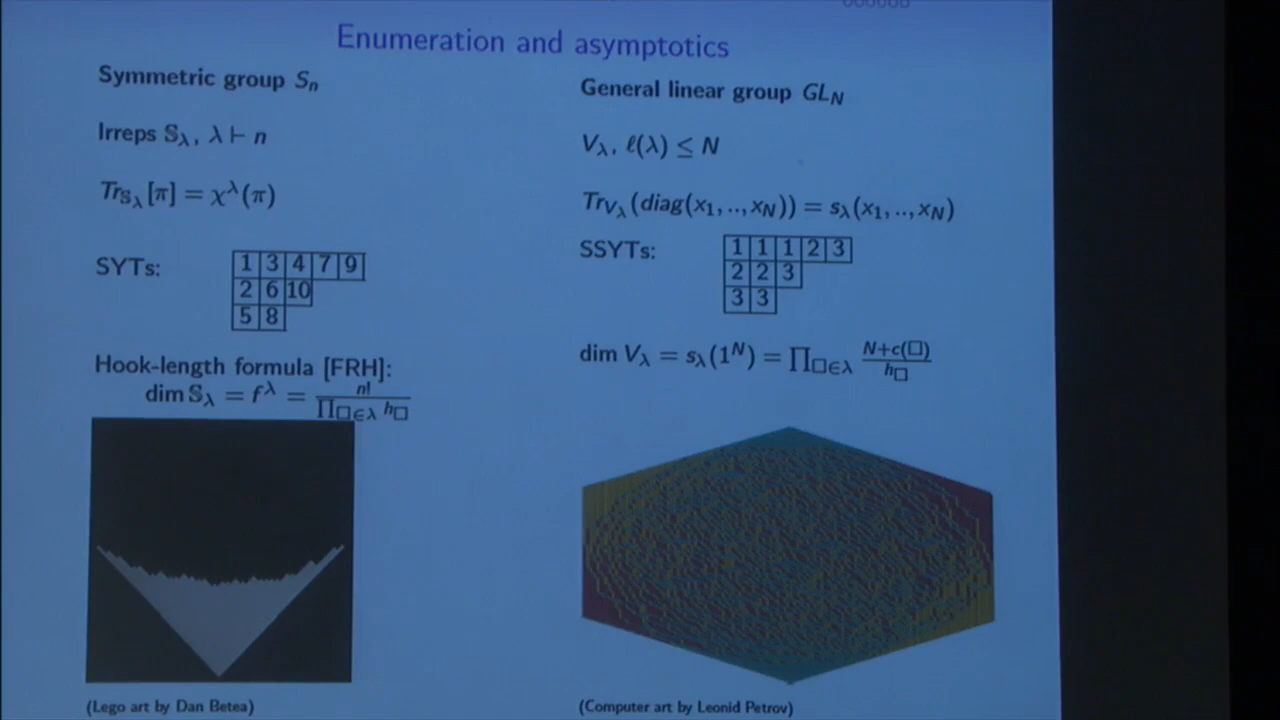 Enumeration and asymptotics
Symmetric group Sₙ
Irreps 𝕊_λ, λ ⊢ n
Tr_{𝕊_λ}[π] = χ^λ(π)
SYTs:
1 3 4 7 9
2 6 10
5 8
Hook-length formula [FRH]:
dim 𝕊_λ = f^λ = n! / ∏_{□∈λ} h_□
(Lego art by Dan Betea)
General linear group GL_N
V_λ, ℓ(λ) ≤ N
Tr_{V_λ}(diag(x₁, .., x_N)) = s_λ(x₁, .., x_N)
SSYTs:
1 1 1 2 3
2 2 3
3 3
dim V_λ = s_λ(1^N) = ∏_{□∈λ} N+c(□) / h_□
(Computer art by Leonid Petrov)